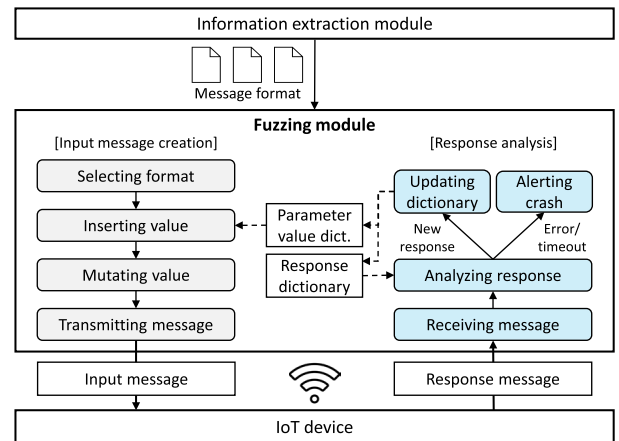 Information extraction module
Message format
Fuzzing module
[Input message creation]
Selecting format
Inserting value
Mutating value
Transmitting message
Parameter
value dict.
Response
dictionary
[Response analysis]
Updating
dictionary
Alerting
crash
New
response
Error/
timeout
Analyzing response
Receiving message
Input message
Response message
IoT device